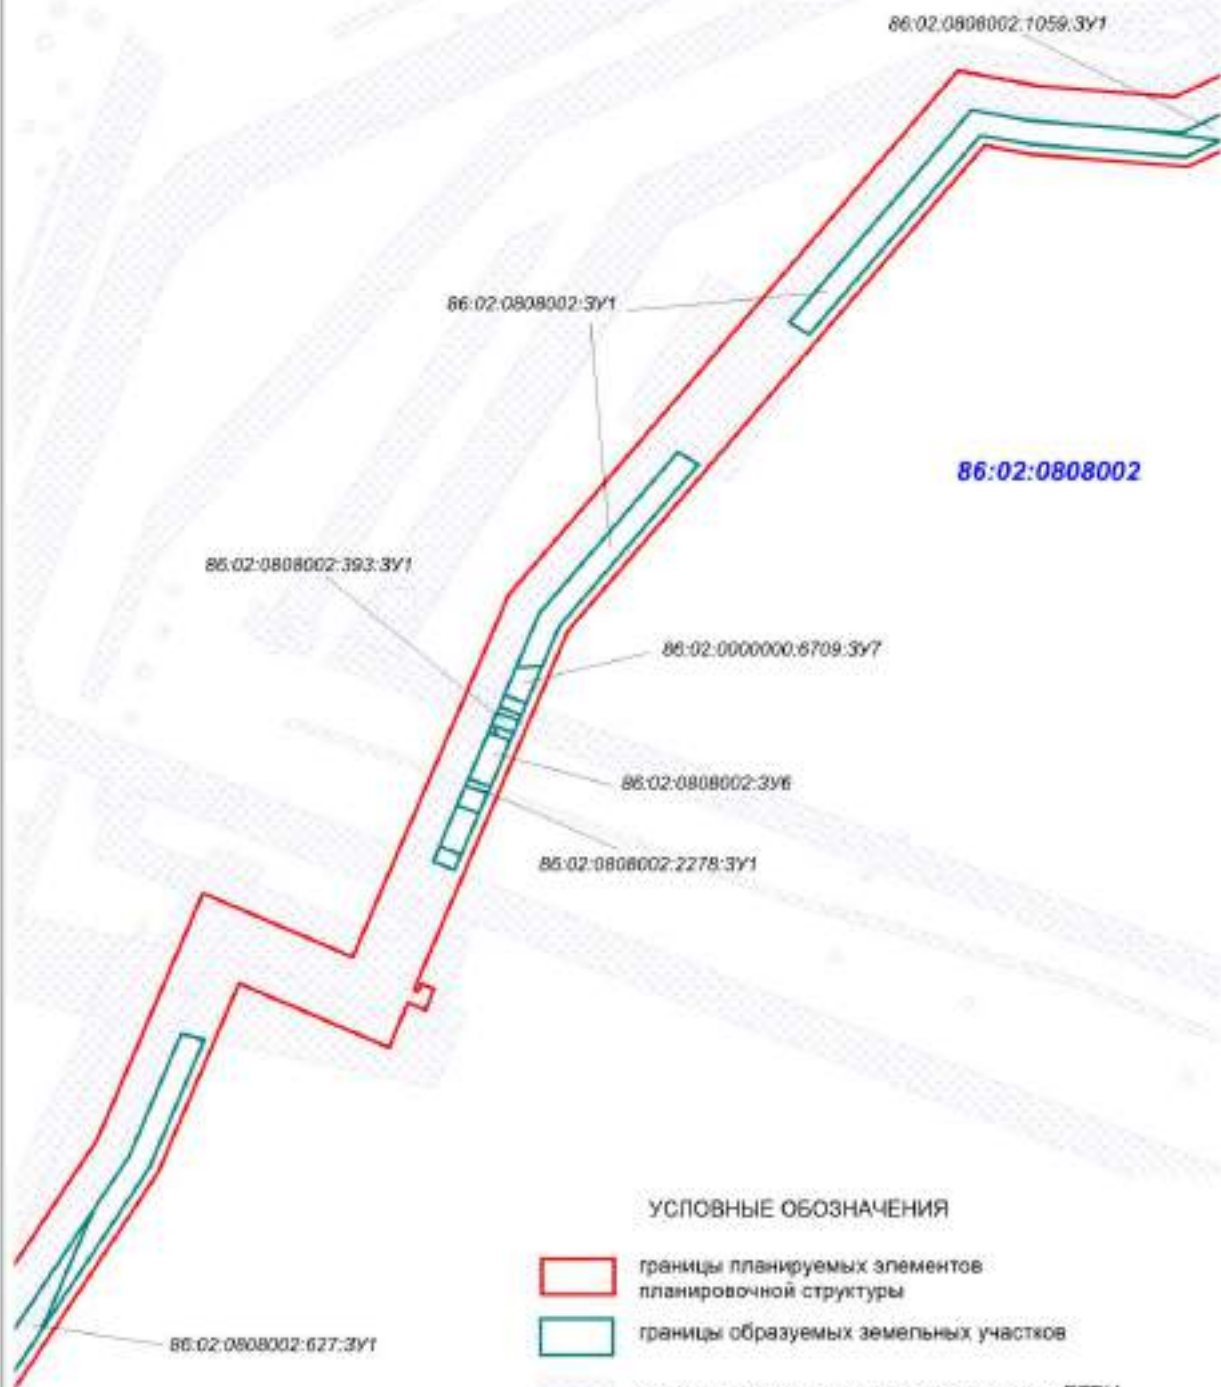 86:02:0808002:1059:ЗУ1
86:02:0808002:ЗУ1
86:02:0808002
86:02:0808002:393:ЗУ1
86:02:0000000:6709:ЗУ7
86:02:0808002:ЗУ6
86:02:0808002:2278:ЗУ1
УСЛОВНЫЕ ОБОЗНАЧЕНИЯ
границы планируемых элементов
планировочной структуры
границы образуемых земельных участков
86:02:0808002:627:ЗУ1